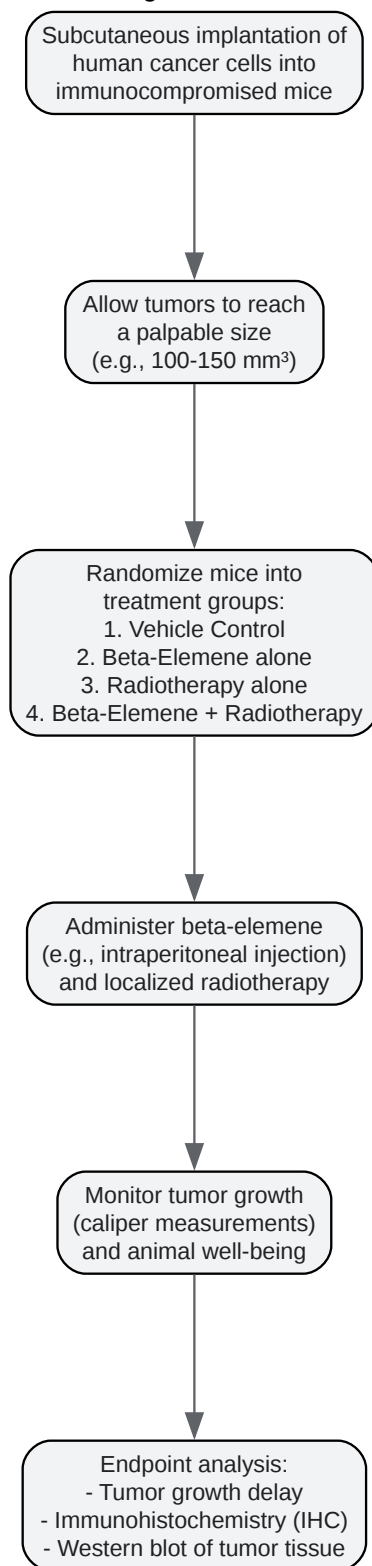 Subcutaneous implantation of
human cancer cells into
immunocompromised mice
Allow tumors to reach
a palpable size
(e.g., 100-150 mm³)
Randomize mice into
treatment groups:
1. Vehicle Control
2. Beta-Elemene alone
3. Radiotherapy alone
4. Beta-Elemene + Radiotherapy
Administer beta-elemene
(e.g., intraperitoneal injection)
and localized radiotherapy
Monitor tumor growth
(caliper measurements)
and animal well-being
Endpoint analysis:
- Tumor growth delay
- Immunohistochemistry (IHC)
- Western blot of tumor tissue